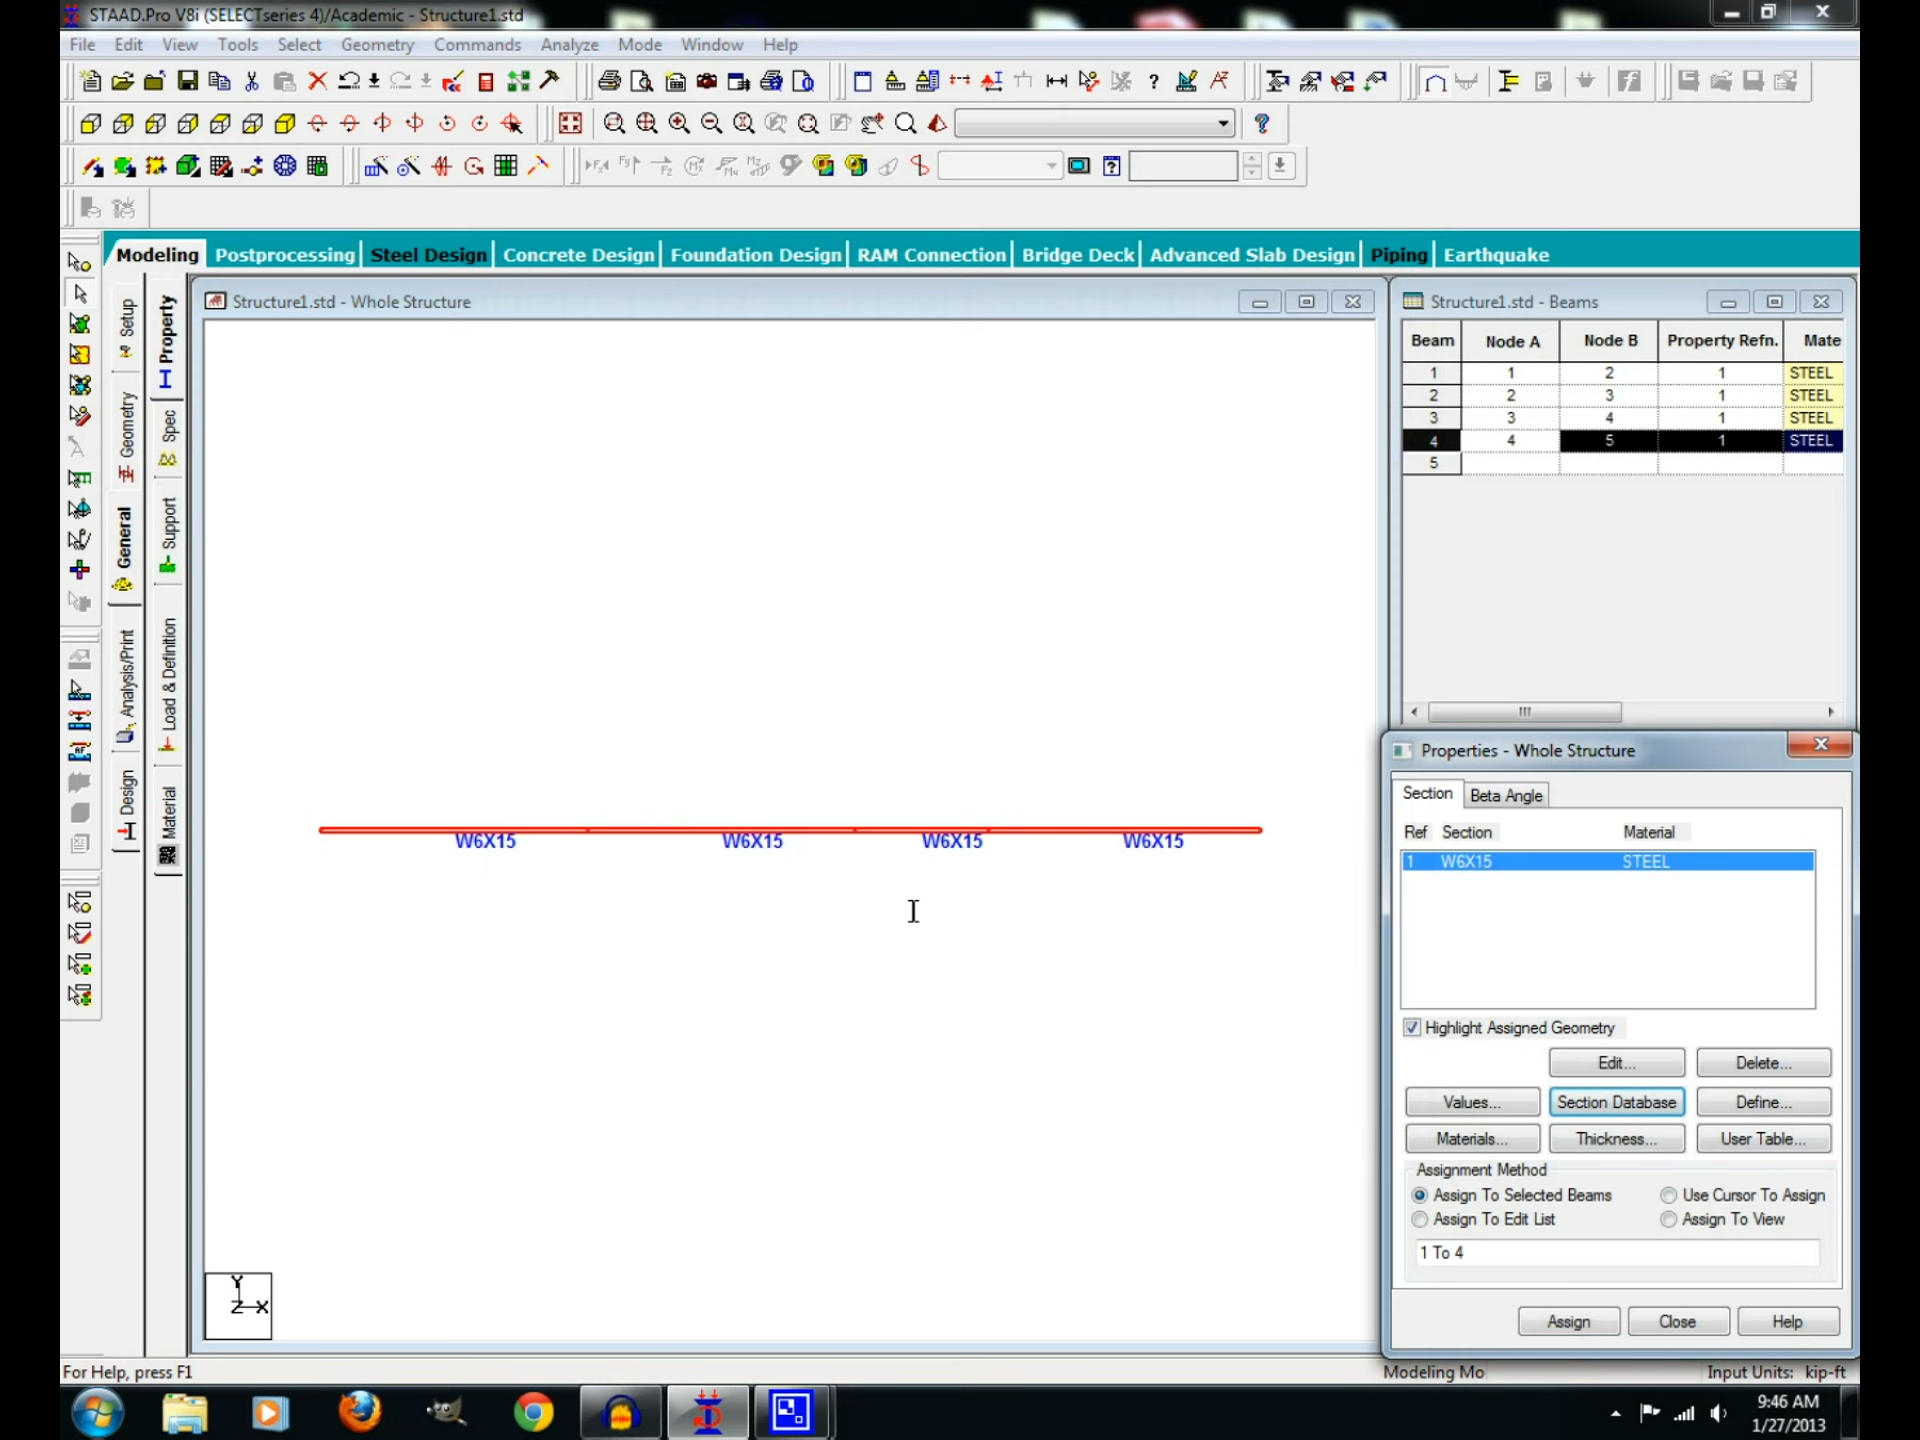 STAAD.Pro V8i (SELECTseries 4)/Academic - Structure1.std
File Edit View Tools Select Geometry Commands Analyze Mode Window Help
Modeling Postprocessing Steel Design Concrete Design Foundation Design RAM Connection Bridge Deck Advanced Slab Design Piping Earthquake
Setup
Geometry
General
Analysis/Print
Design
Property
Spec
Support
Load & Definition
Material
Structure1.std - Whole Structure
W6X15 W6X15 W6X15 W6X15
Y
Z X
Structure1.std - Beams
Beam Node A Node B Property Refn. Mate
1 1 2 1 STEEL
2 2 3 1 STEEL
3 3 4 1 STEEL
4 4 5 1 STEEL
5
Properties - Whole Structure
Section Beta Angle
Ref Section Material
1 W6X15 STEEL
Highlight Assigned Geometry
Edit... Delete...
Values... Section Database Define...
Materials... Thickness... User Table...
Assignment Method
Assign To Selected Beams Use Cursor To Assign
Assign To Edit List Assign To View
1 To 4
Assign Close Help
For Help, press F1 Modeling Mo Input Units: kip-ft
9:46 AM
1/27/2013